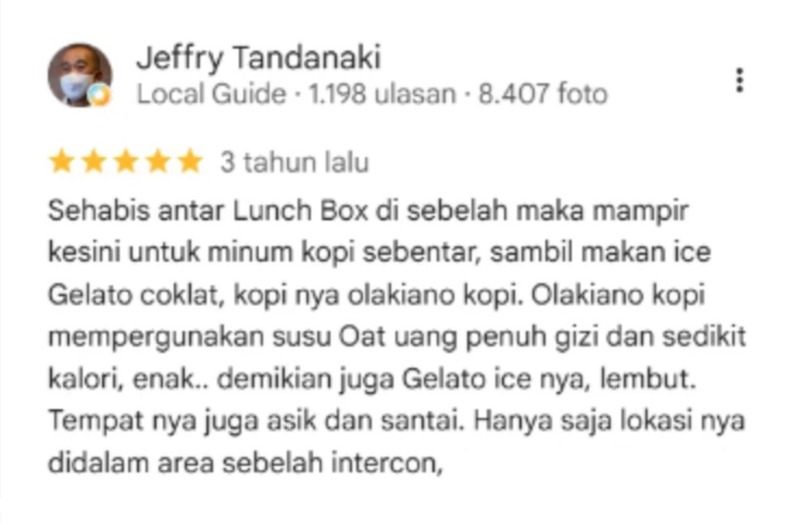 Jeffry Tandanaki
Local Guide · 1.198 ulasan · 8.407 foto
3 tahun lalu
Sehabis antar Lunch Box di sebelah maka mampir
kesini untuk minum kopi sebentar, sambil makan ice
Gelato coklat, kopi nya olakiano kopi. Olakiano kopi
mempergunakan susu Oat uang penuh gizi dan sedikit
kalori, enak.. demikian juga Gelato ice nya, lembut.
Tempat nya juga asik dan santai. Hanya saja lokasi nya
didalam area sebelah intercon,